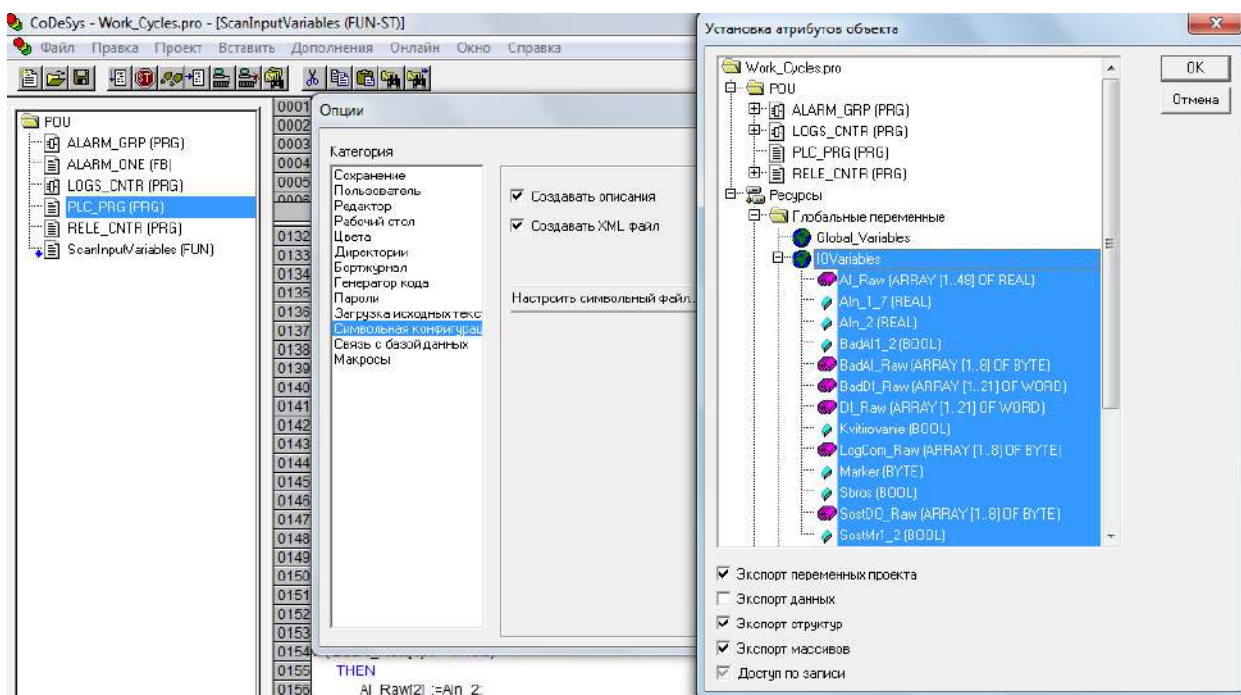 CoDeSys - Work_Cycles.pro - [ScanInputVariables (FUN-ST)]
Файл Правка Проект Вставить Дополнения Онлайн Окно Справка
POU
ALARM_GRP (PRG)
ALARM_ONE (FB)
LOGS_CNTR (PRG)
PLC_PRG (PRG)
RELE_CNTR (PRG)
ScanInputVariables (FUN)
0001
0002
0003
0004
0005
0006
0132
0133
0134
0135
0136
0137
0138
0139
0140
0141
0142
0143
0144
0145
0146
0147
0148
0149
0150
0151
0152
0153
0154
0155 THEN
0156 AI_Raw[2] :=AIn_2;
Опции
Категория
Сохранение
Пользователь
Редактор
Рабочий стол
Цвета
Директории
Бортжурнал
Генератор кода
Пароли
Загрузка исходных текс
Символьная конфигурац
Связь с базой данных
Макросы
Создавать описания
Создавать XML файл
Настроить символьный файл.
Установка атрибутов объекта
Work_Cycles.pro
POU
ALARM_GRP (PRG)
LOGS_CNTR (PRG)
PLC_PRG (PRG)
RELE_CNTR (PRG)
Ресурсы
Глобальные переменные
Global_Variables
IOVariables
AI_Raw (ARRAY [1..48] OF REAL)
AIn_1_7 (REAL)
AIn_2 (REAL)
BadAI1_2 (BOOL)
BadAI_Raw (ARRAY [1..8] OF BYTE)
BadDI_Raw (ARRAY [1..21] OF WORD)
DI_Raw (ARRAY [1..21] OF WORD)
Kvitirovanie (BOOL)
LogCom_Raw (ARRAY [1..8] OF BYTE)
Marker (BYTE)
Sbros (BOOL)
SostDO_Raw (ARRAY [1..8] OF BYTE)
SostMr1_2 (BOOL)
OK
Отмена
Экспорт переменных проекта
Экспорт данных
Экспорт структур
Экспорт массивов
Доступ по записи